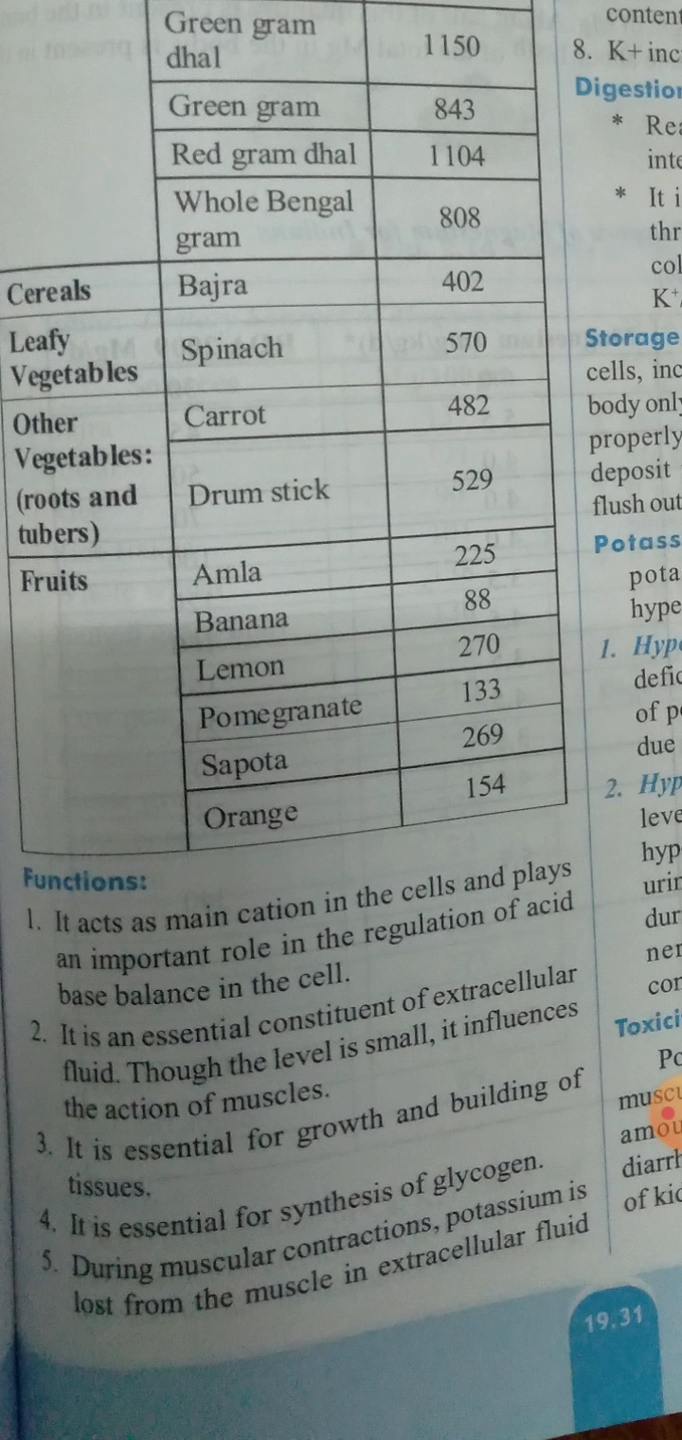 Green gram
dhal 1150
Green gram 843
Red gram dhal 1104
Whole Bengal
gram 808
Cereals Bajra 402
Leafy
Vegetables Spinach 570
Other
Vegetables:
(roots and
tubers)
Carrot 482
Drum stick 529
Fruits Amla 225
Banana 88
Lemon 270
Pomegranate 133
Sapota 269
Orange 154
Functions:
1. It acts as main cation in the cells and plays
an important role in the regulation of acid
base balance in the cell.
2. It is an essential constituent of extracellular
fluid. Though the level is small, it influences
the action of muscles.
3. It is essential for growth and building of
tissues.
4. It is essential for synthesis of glycogen.
5. During muscular contractions, potassium is
lost from the muscle in extracellular fluid
content
8. K+ inc
Digestion
* Rea
inte
* It i
thr
col
K+
Storage
cells, inc
body only
properly
deposit
flush out
Potass
pota
hype
1. Hypo
defic
of p
due
2. Hyp
leve
hyp
urin
dur
ner
con
Toxici
Po
muscu
amou
diarrh
of kid
19.31